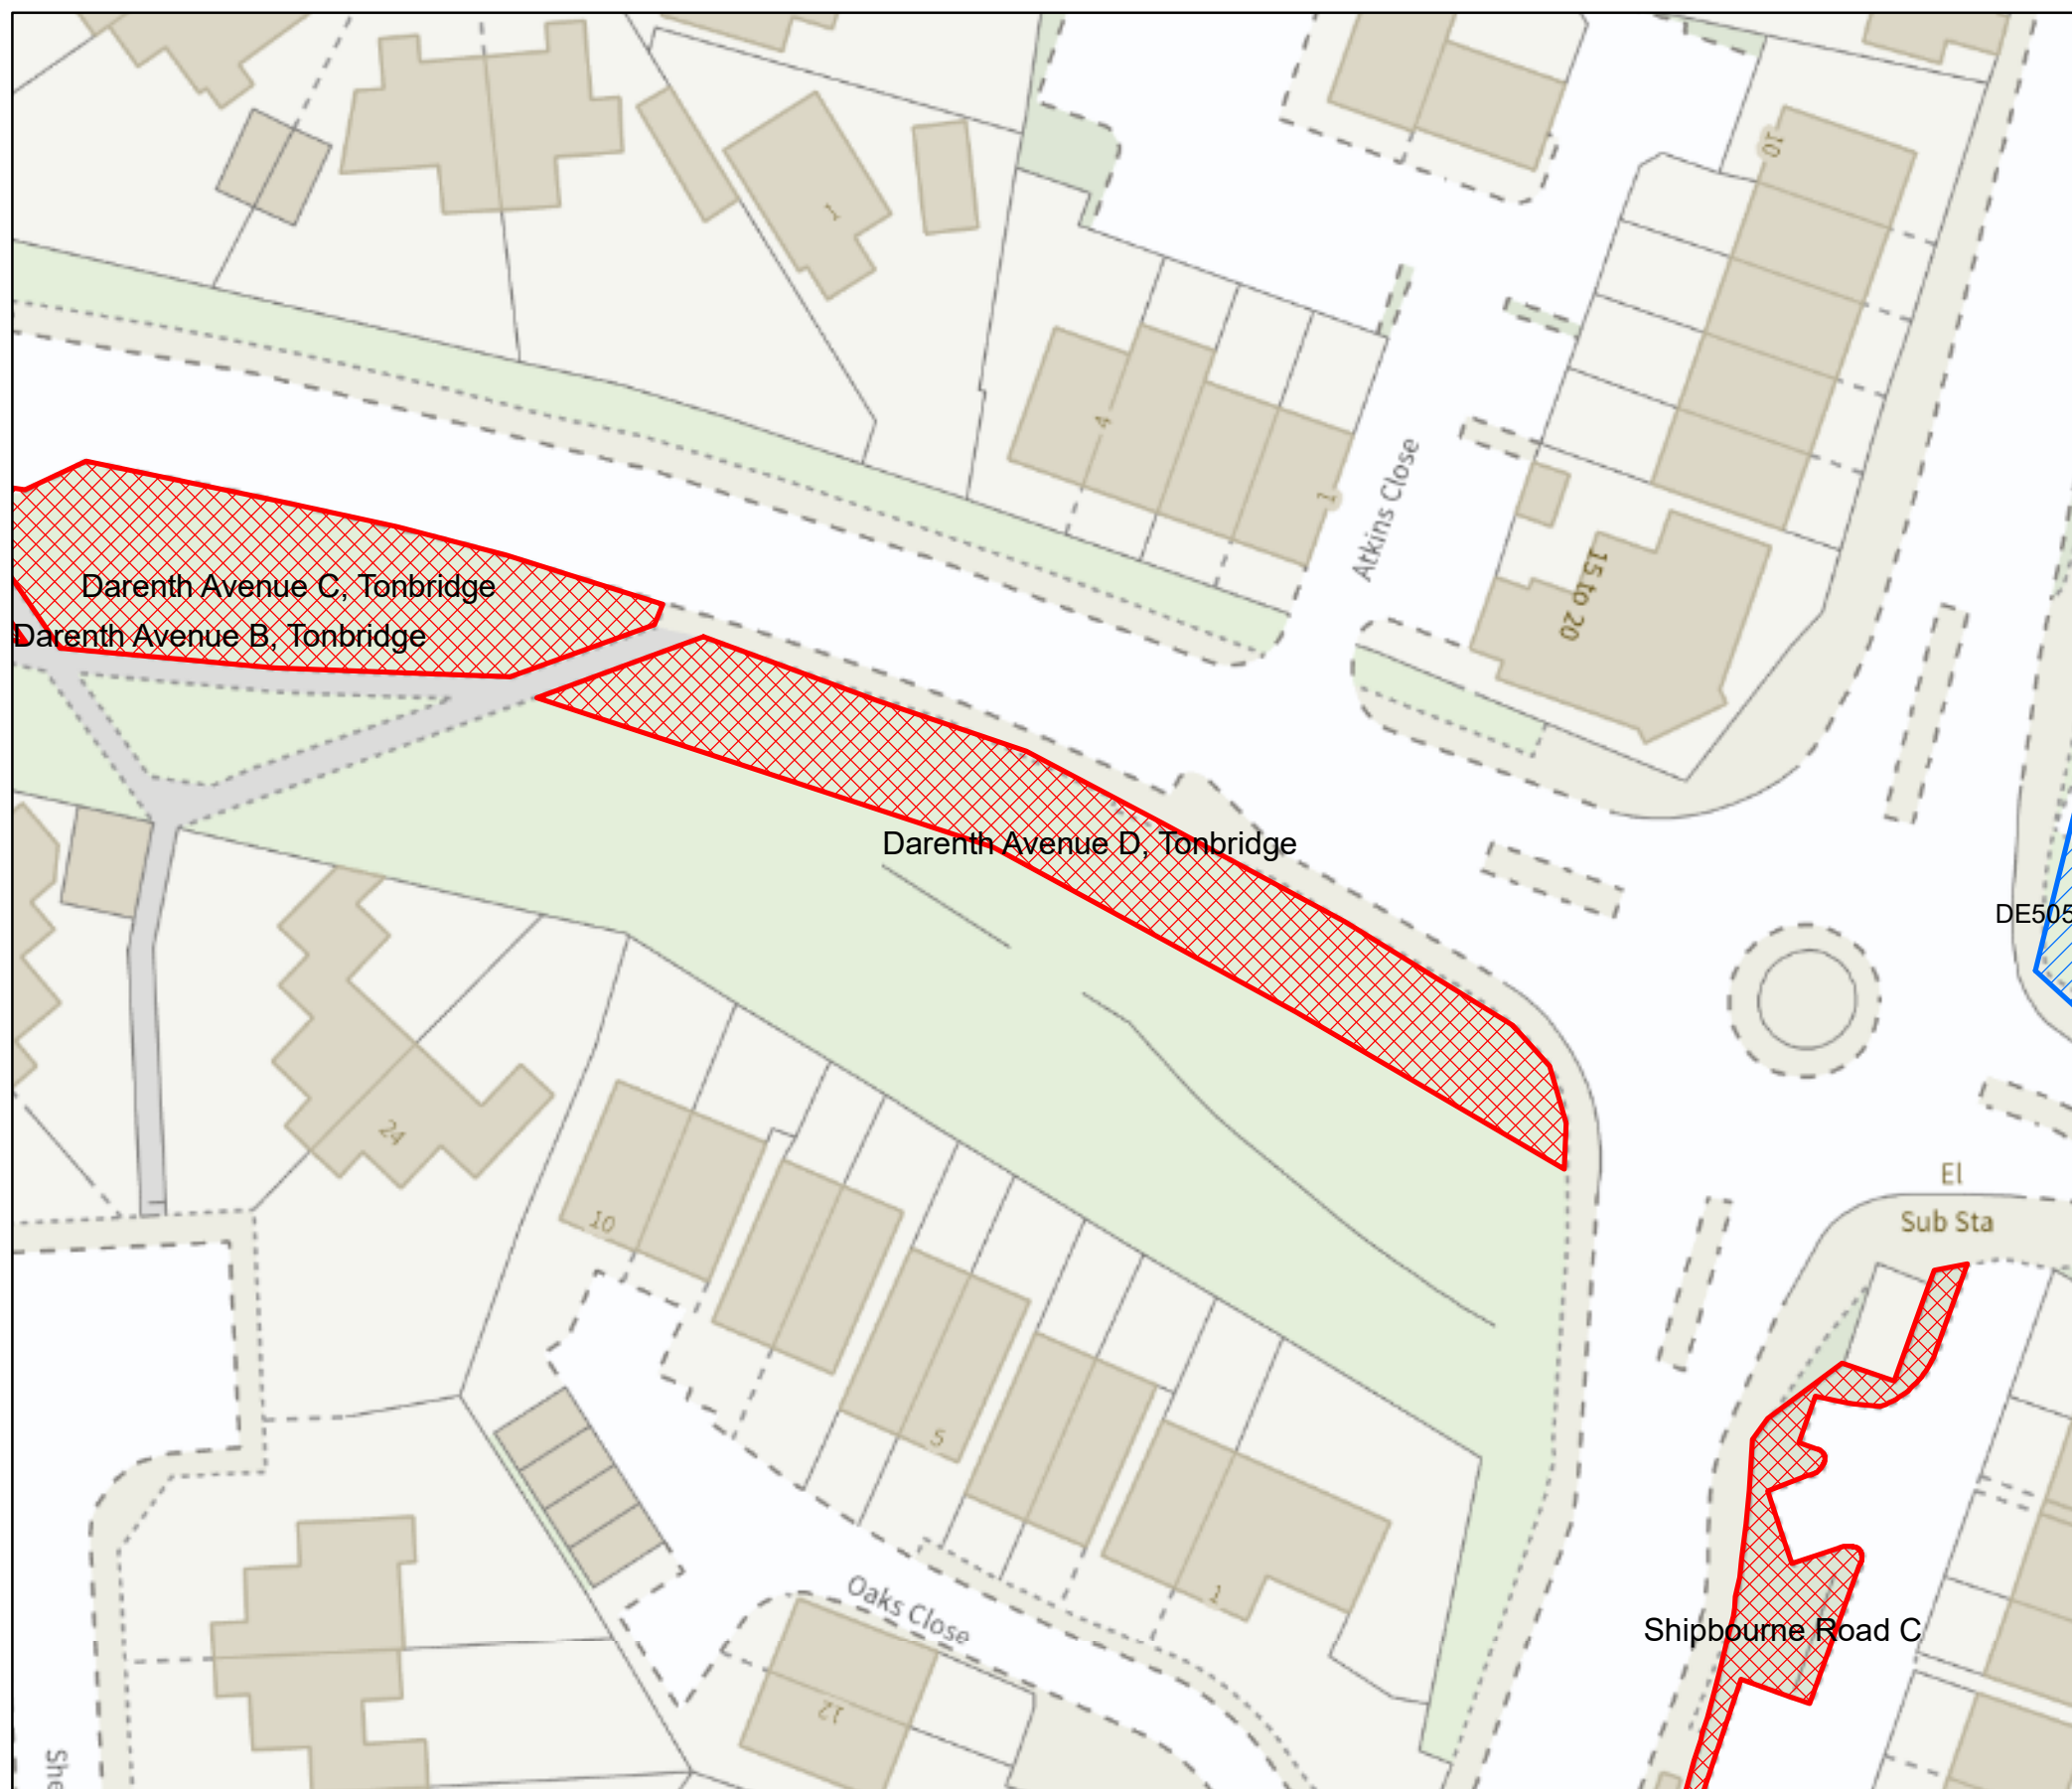 1
10
4
1
Atkins Close
15 to 20
Darenth Avenue C, Tonbridge
Darenth Avenue B, Tonbridge
Darenth Avenue D, Tonbridge
DE505
24
El
Sub Sta
10
5
1
Oaks Close
Shipbourne Road C
12
She